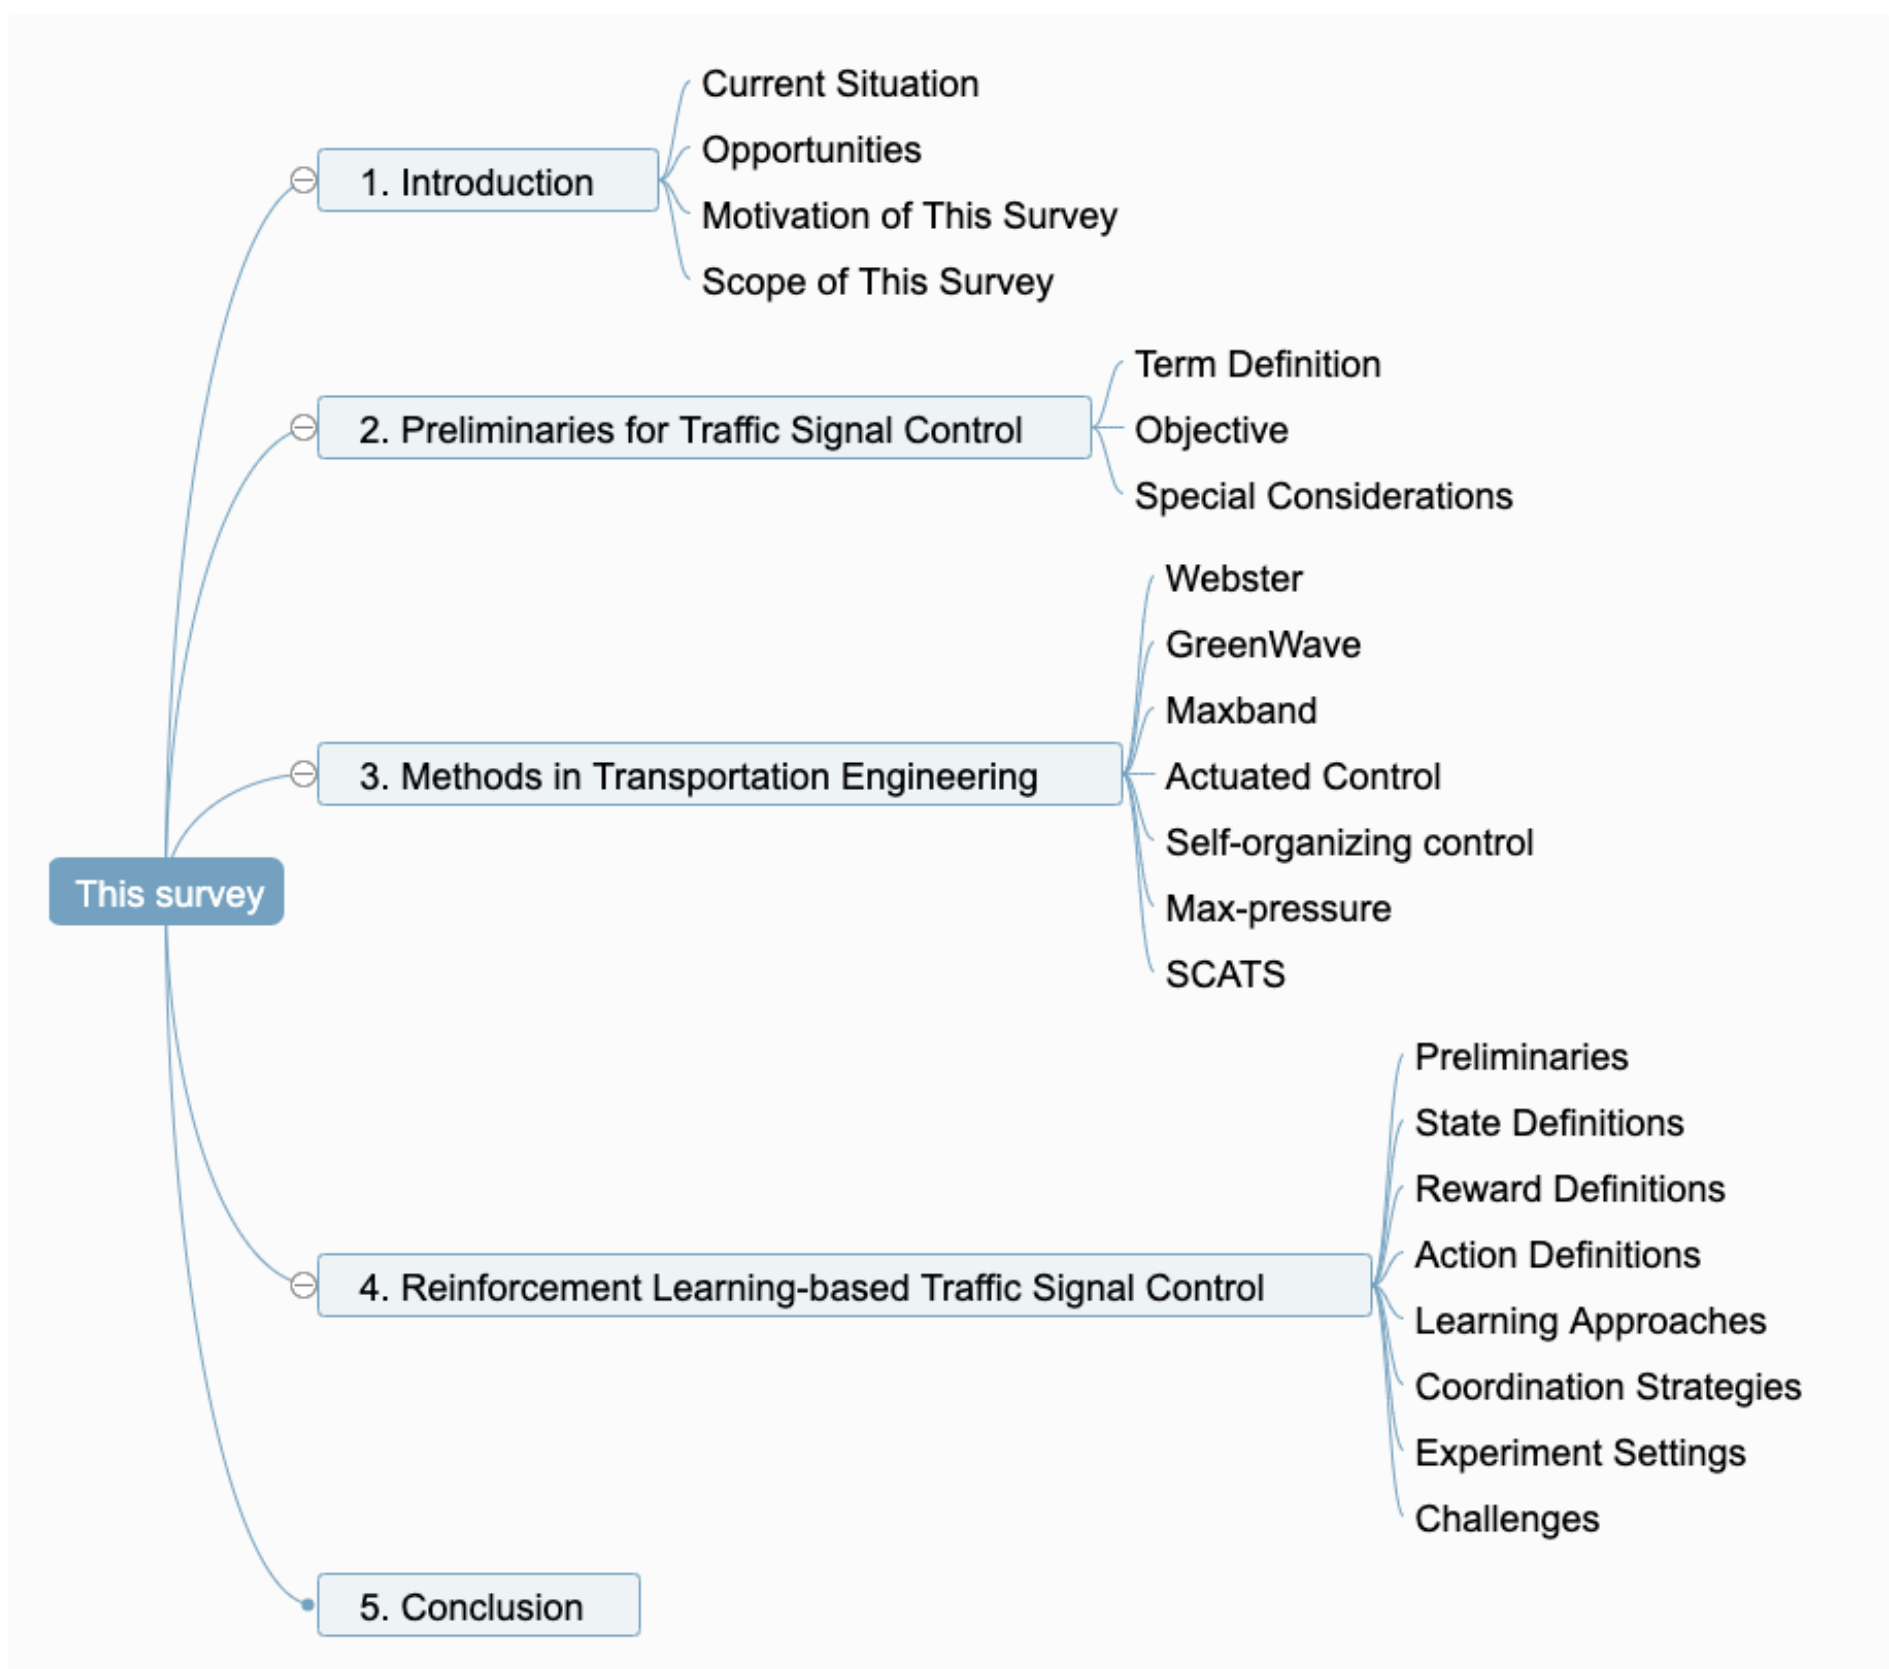 This survey
1. Introduction
Current Situation
Opportunities
Motivation of This Survey
Scope of This Survey
2. Preliminaries for Traffic Signal Control
Term Definition
Objective
Special Considerations
3. Methods in Transportation Engineering
Webster
GreenWave
Maxband
Actuated Control
Self-organizing control
Max-pressure
SCATS
4. Reinforcement Learning-based Traffic Signal Control
Preliminaries
State Definitions
Reward Definitions
Action Definitions
Learning Approaches
Coordination Strategies
Experiment Settings
Challenges
5. Conclusion